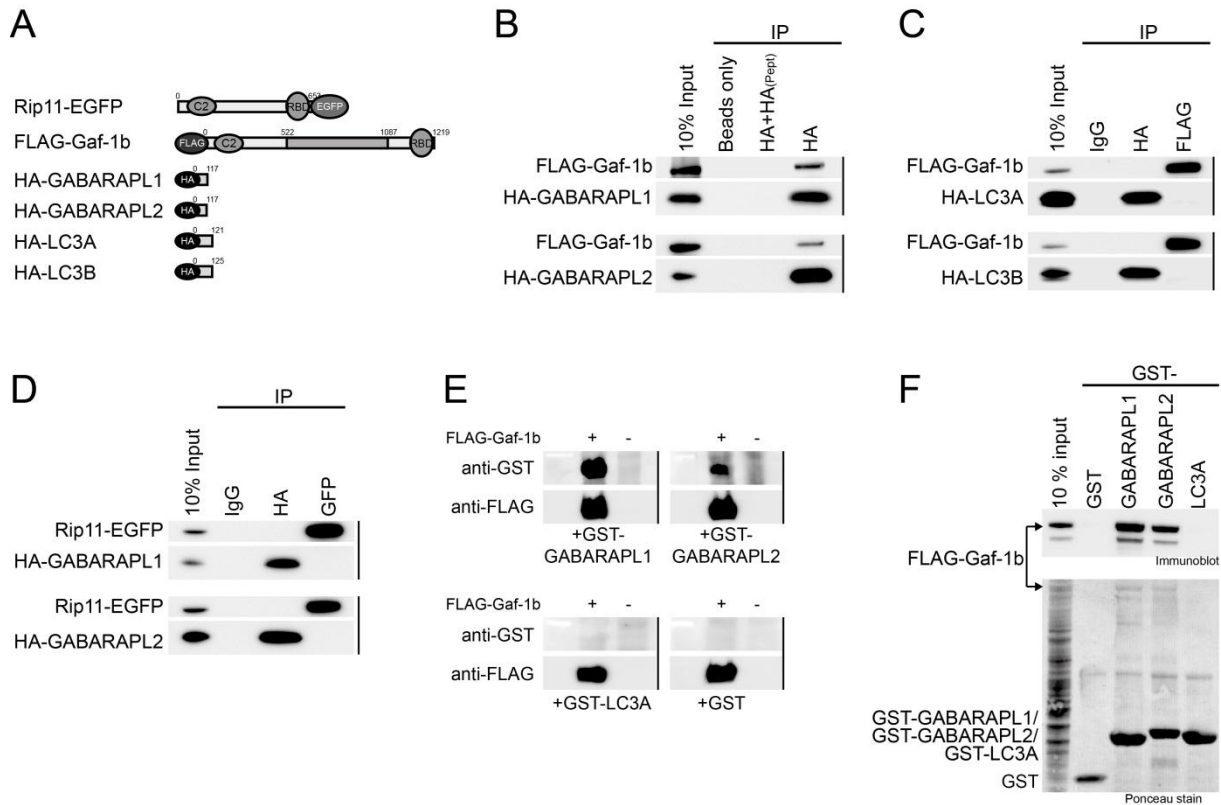 A
Rip11-EGFP
0
C2
RBD
EGFP
FLAG-Gaf-1b
FLAG
0
C2
522
1087
RBD
1219
HA-GABARAPL1
HA
0
117
HA-GABARAPL2
HA
0
117
HA-LC3A
HA
0
121
HA-LC3B
HA
0
125
B
IP
10% Input
Beads only
HA+HA(Pept)
HA
FLAG-Gaf-1b
HA-GABARAPL1
FLAG-Gaf-1b
HA-GABARAPL2
C
IP
10% Input
IgG
HA
FLAG
FLAG-Gaf-1b
HA-LC3A
FLAG-Gaf-1b
HA-LC3B
D
IP
10% Input
IgG
HA
GFP
Rip11-EGFP
HA-GABARAPL1
Rip11-EGFP
HA-GABARAPL2
E
FLAG-Gaf-1b + -
anti-GST
anti-FLAG
+GST-
GABARAPL1
+ -
+GST-
GABARAPL2
FLAG-Gaf-1b + -
anti-GST
anti-FLAG
+GST-LC3A
+ -
+GST
F
GST-
10 % input
GST
GABARAPL1
GABARAPL2
LC3A
FLAG-Gaf-1b
Immunoblot
GST-GABARAPL1/
GST-GABARAPL2/
GST-LC3A
GST
Ponceau stain